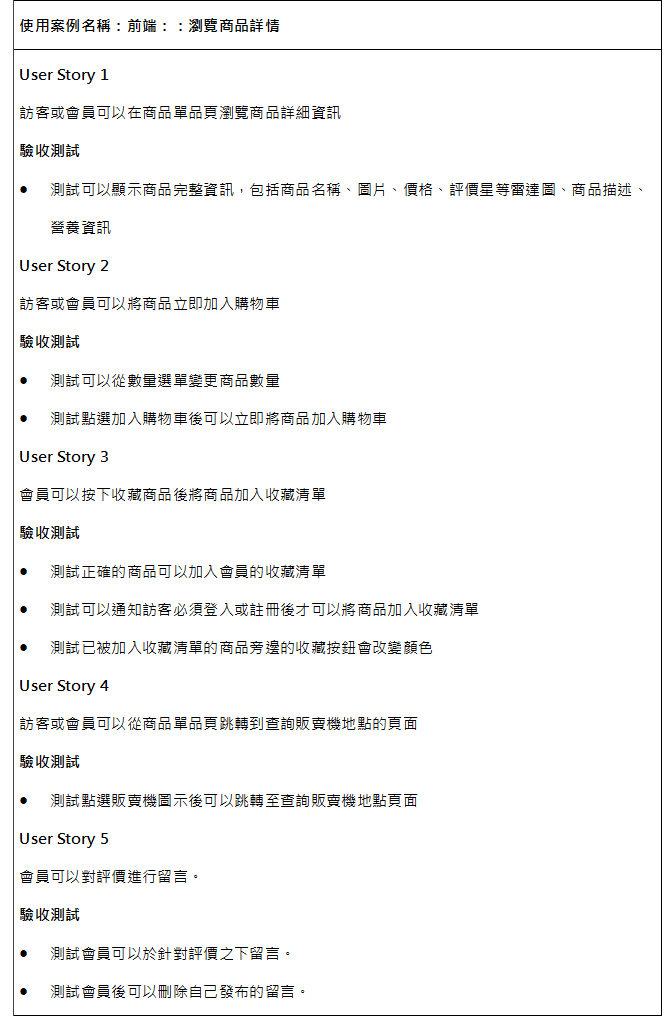 使用案例名稱：前端：：瀏覽商品詳情
User Story 1
訪客或會員可以在商品單品頁瀏覽商品詳細資訊
驗收測試
● 測試可以顯示商品完整資訊，包括商品名稱、圖片、價格、評價星等雷達圖、商品描述、
營養資訊
User Story 2
訪客或會員可以將商品立即加入購物車
驗收測試
● 測試可以從數量選單變更商品數量
● 測試點選加入購物車後可以立即將商品加入購物車
User Story 3
會員可以按下收藏商品後將商品加入收藏清單
驗收測試
● 測試正確的商品可以加入會員的收藏清單
● 測試可以通知訪客必須登入或註冊後才可以將商品加入收藏清單
● 測試已被加入收藏清單的商品旁邊的收藏按鈕會改變顏色
User Story 4
訪客或會員可以從商品單品頁跳轉到查詢販賣機地點的頁面
驗收測試
● 測試點選販賣機圖示後可以跳轉至查詢販賣機地點頁面
User Story 5
會員可以對評價進行留言。
驗收測試
● 測試會員可以於針對評價之下留言。
● 測試會員後可以刪除自己發布的留言。